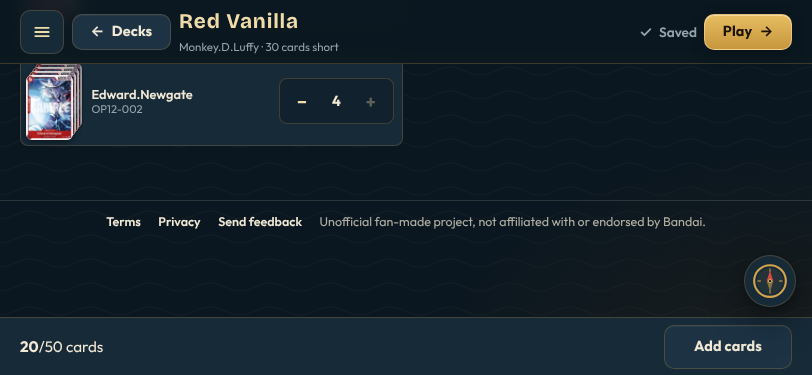 ← Decks
Red Vanilla
Monkey.D.Luffy · 30 cards short
✓ Saved
Play →
Edward.Newgate
OP12-002
− 4 +
Terms Privacy Send feedback Unofficial fan-made project, not affiliated with or endorsed by Bandai.
20/50 cards
Add cards